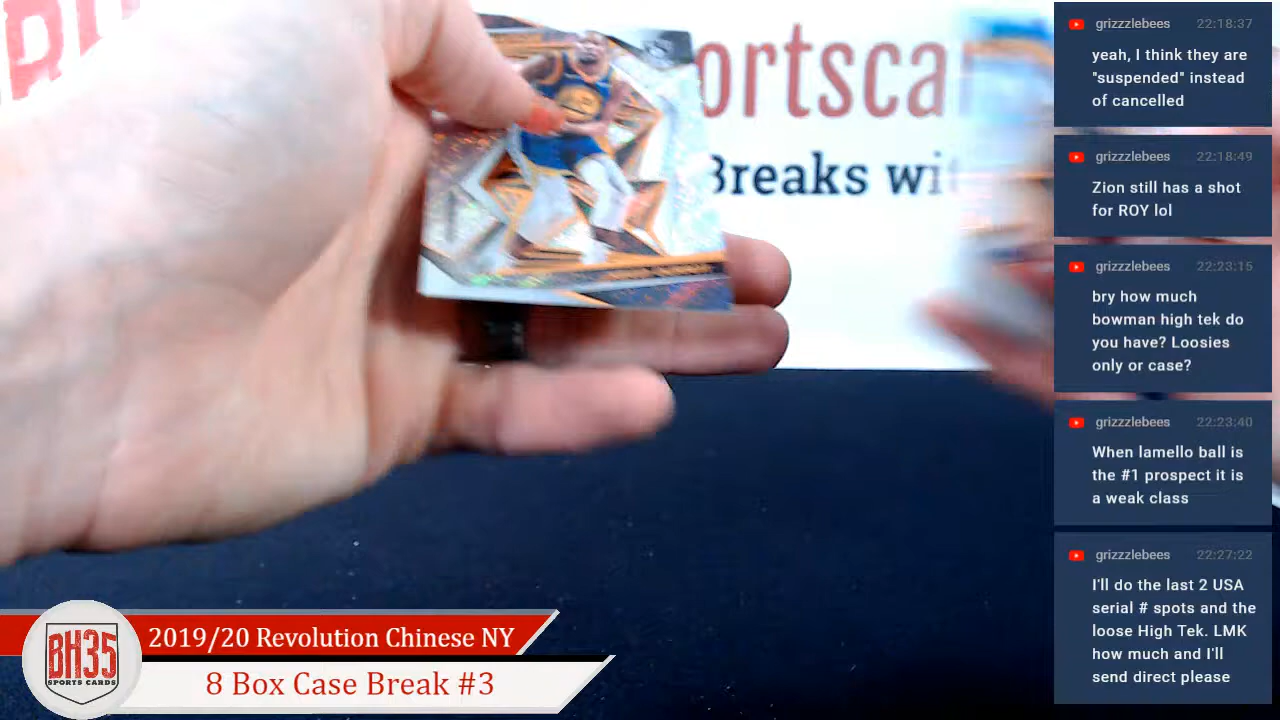 ortsca
Breaks wi
grizzzlebees 22:18:37
yeah, I think they are
"suspended" instead
of cancelled
grizzzlebees 22:18:49
Zion still has a shot
for ROY lol
grizzzlebees 22:23:15
bry how much
bowman high tek do
you have? Loosies
only or case?
grizzzlebees 22:23:40
When lamello ball is
the #1 prospect it is
a weak class
grizzzlebees 22:27:22
I'll do the last 2 USA
serial # spots and the
loose High Tek. LMK
how much and I'll
send direct please
BH35
SPORTS CARDS
2019/20 Revolution Chinese NY
8 Box Case Break #3